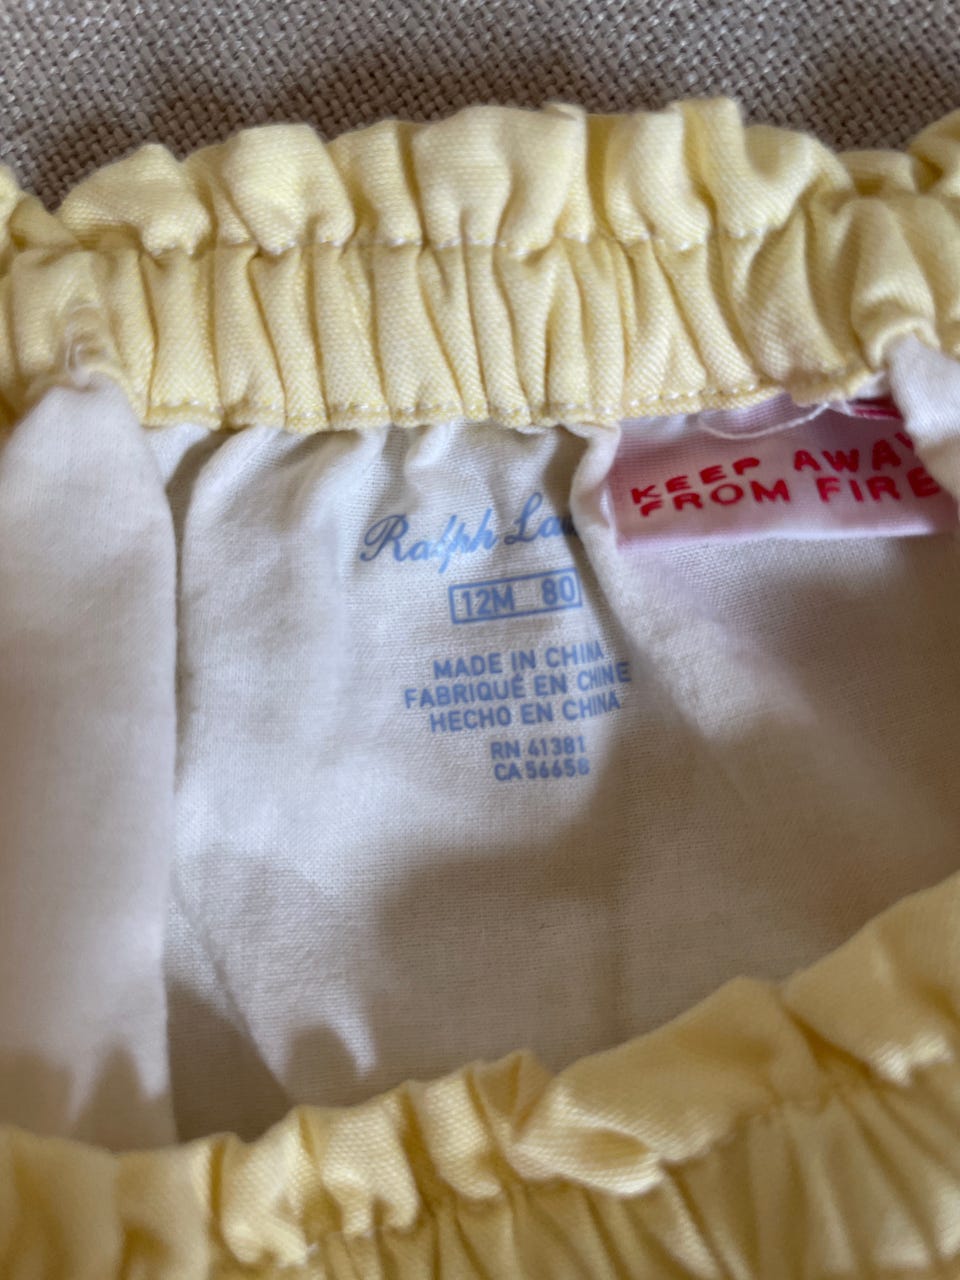 Ralph Lau
12M 80
MADE IN CHINA
FABRIQUÉ EN CHINE
HECHO EN CHINA
RN 41381
CA 56658
KEEP AWAY
FROM FIRE